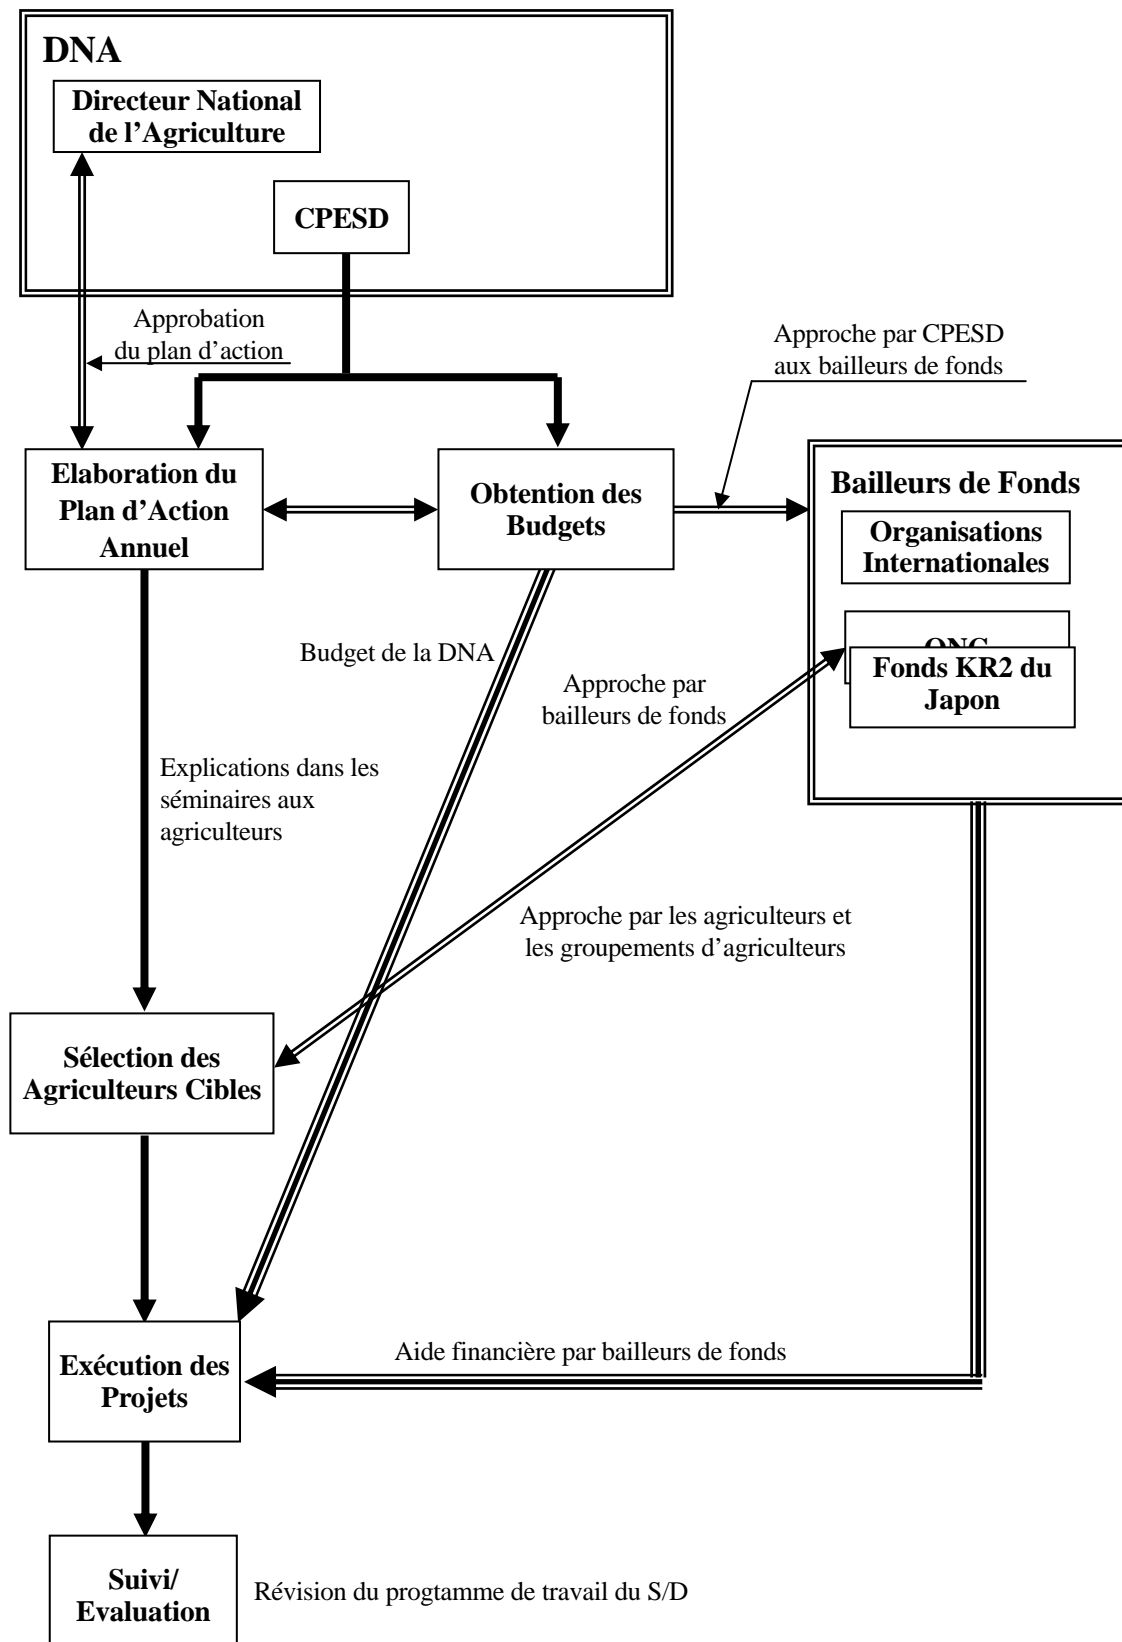 DNA
Directeur National
de l’Agriculture
CPESD
Approbation
du plan d’action
Approche par CPESD
aux bailleurs de fonds
Elaboration du
Plan d’Action
Annuel
Obtention des
Budgets
Bailleurs de Fonds
Organisations
Internationales
Fonds KR2 du
Japon
Budget de la DNA
Approche par
bailleurs de fonds
Explications dans les
séminaires aux
agriculteurs
Approche par les agriculteurs et
les groupements d’agriculteurs
Sélection des
Agriculteurs Cibles
Aide financière par bailleurs de fonds
Exécution des
Projets
Suivi/
Evaluation
Révision du progtamme de travail du S/D